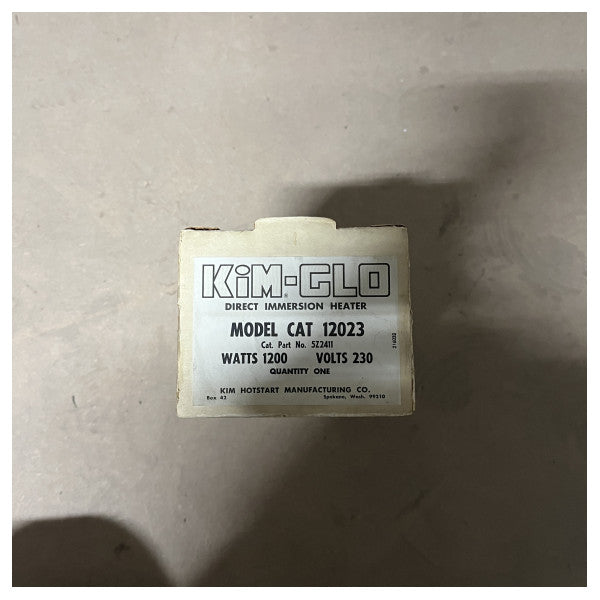 KiM-GLO®
DIRECT IMMERSION HEATER
MODEL CAT 12023
Cat. Part No. 5Z2411
WATTS 1200 VOLTS 230
QUANTITY ONE
KIM HOTSTART MANUFACTURING CO.
Box 42 Spokane, Wash. 99210